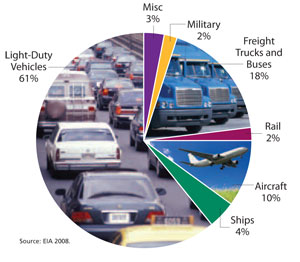 Misc
3%
Military
2%
Freight
Trucks and
Buses
18%
Light-Duty
Vehicles
61%
Rail
2%
Aircraft
10%
Ships
4%
Source: EIA 2008.